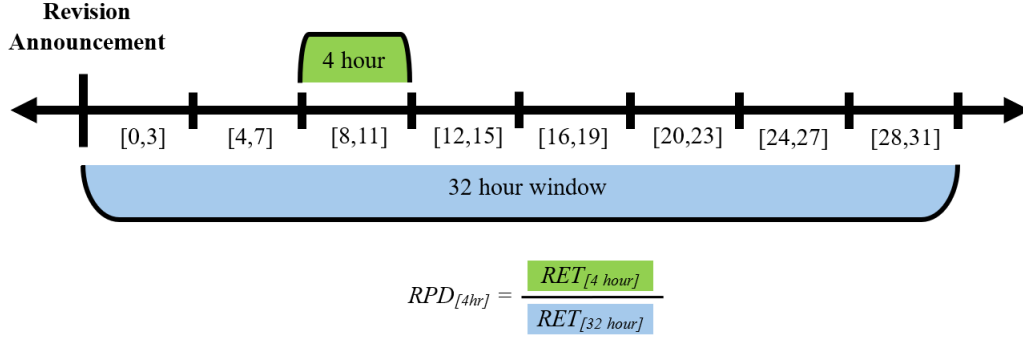 Revision
Announcement
4 hour
[0,3] [4,7] [8,11] [12,15] [16,19] [20,23] [24,27] [28,31]
32 hour window
RPD[4hr] = RET[4 hour]
RET[32 hour]